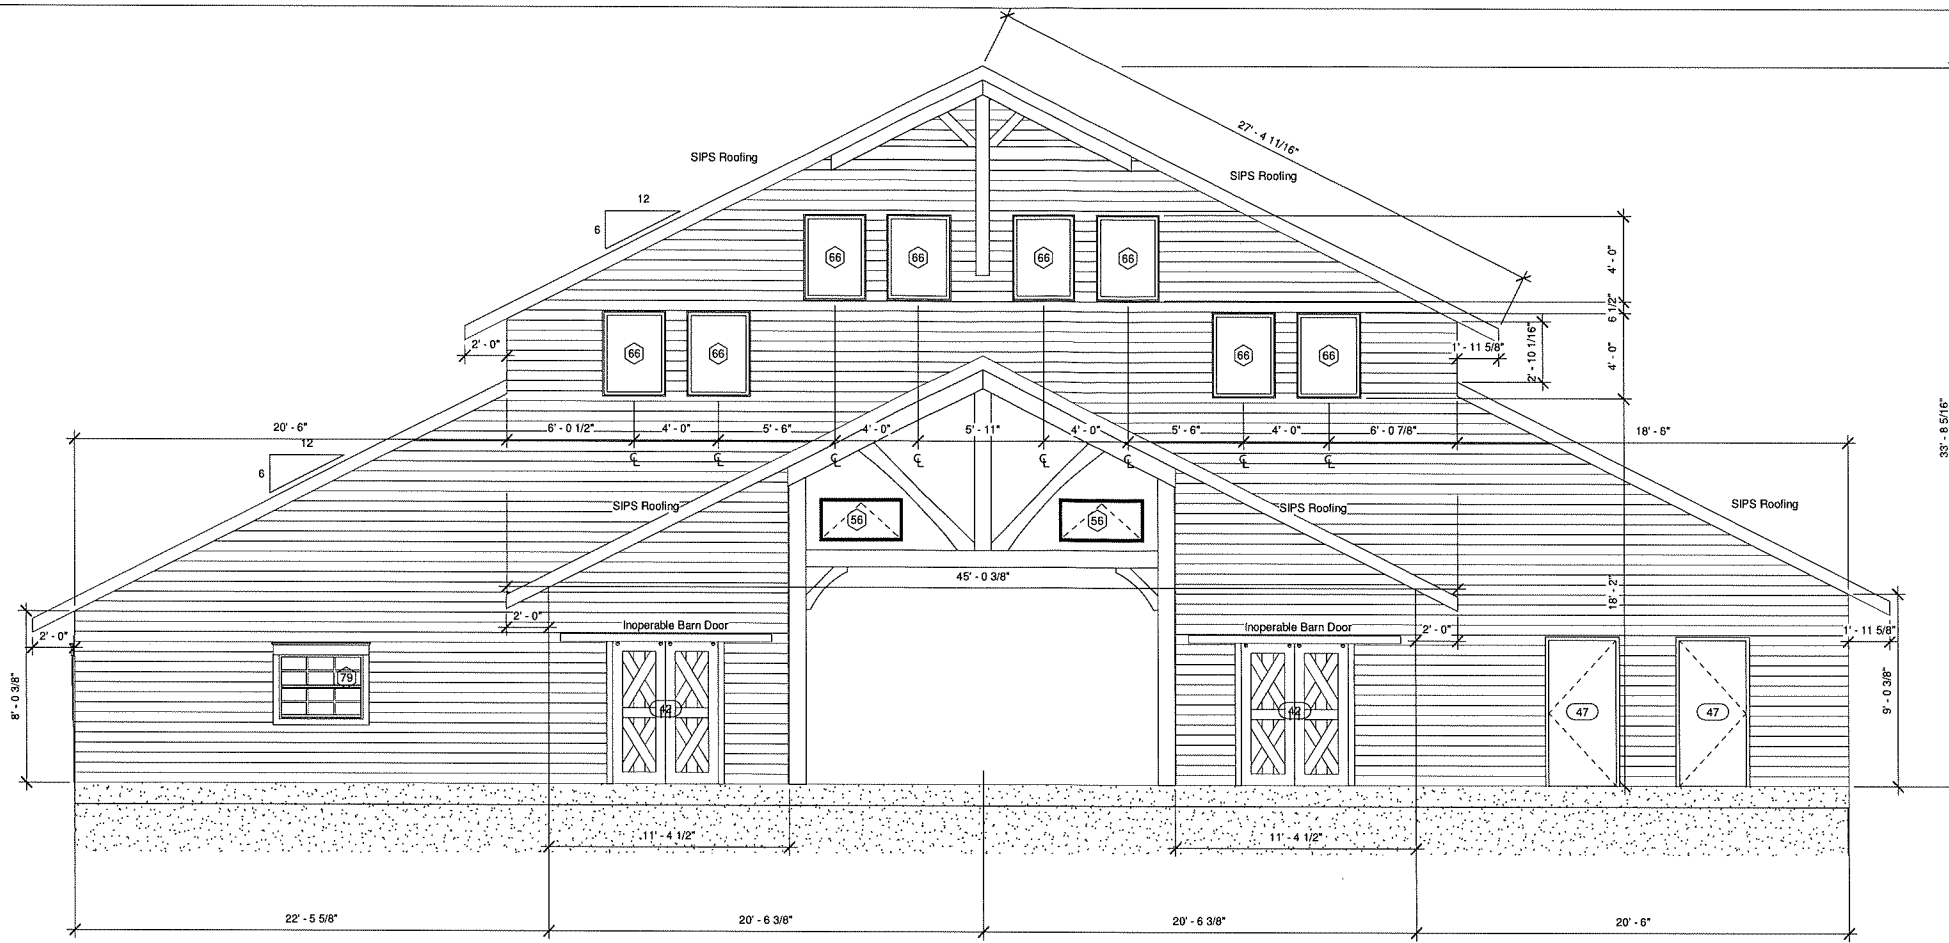 27' - 4 11/16"
SIPS Roofing
SIPS Roofing
12
6
66
66
66
66
4' - 0"
6 1/2"
33' - 8 5/16"
2' - 0"
66
66
66
66
1' - 11 5/8"
2' - 10 1/16"
4' - 0"
20' - 6"
6' - 0 1/2"
4' - 0"
5' - 6"
4' - 0"
5' - 11"
4' - 0"
5' - 6"
4' - 0"
6' - 0 7/8"
18' - 6"
12
6
SIPS Roofing
56
56
SIPS Roofing
SIPS Roofing
45' - 0 3/8"
18' - 2"
2' - 0"
2' - 0"
Inoperable Barn Door
Inoperable Barn Door
2' - 0"
1' - 11 5/8"
8' - 0 3/8"
79
42
42
47
47
9' - 0 3/8"
11' - 4 1/2"
11' - 4 1/2"
22' - 5 5/8"
20' - 6 3/8"
20' - 6 3/8"
20' - 6"